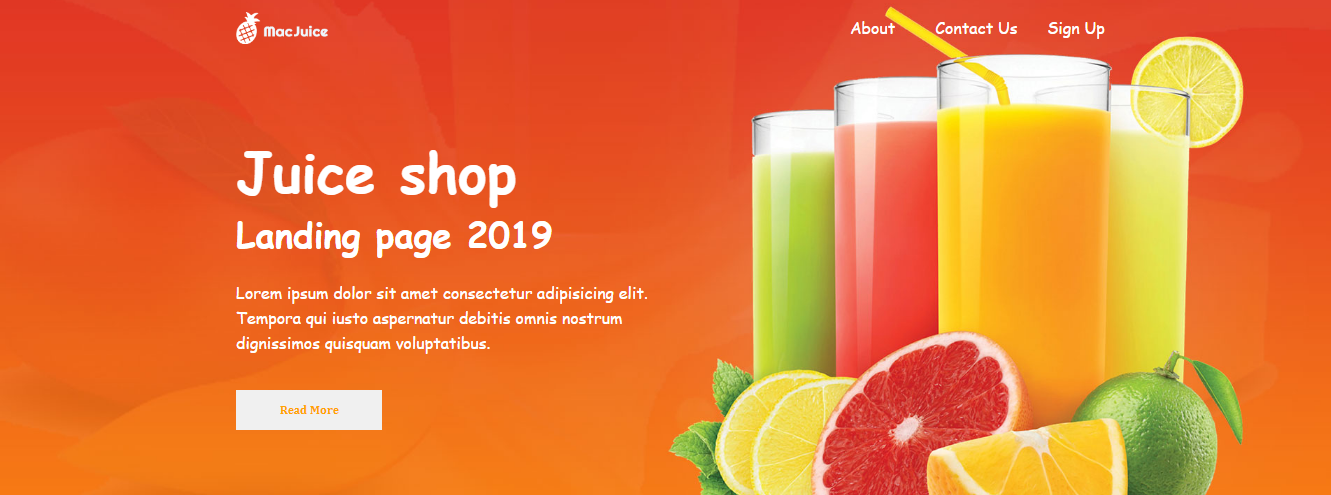 MacJuice
About Contact Us Sign Up
Juice shop
Landing page 2019
Lorem ipsum dolor sit amet consectetur adipisicing elit.
Tempora qui iusto aspernatur debitis omnis nostrum
dignissimos quisquam voluptatibus.
Read More